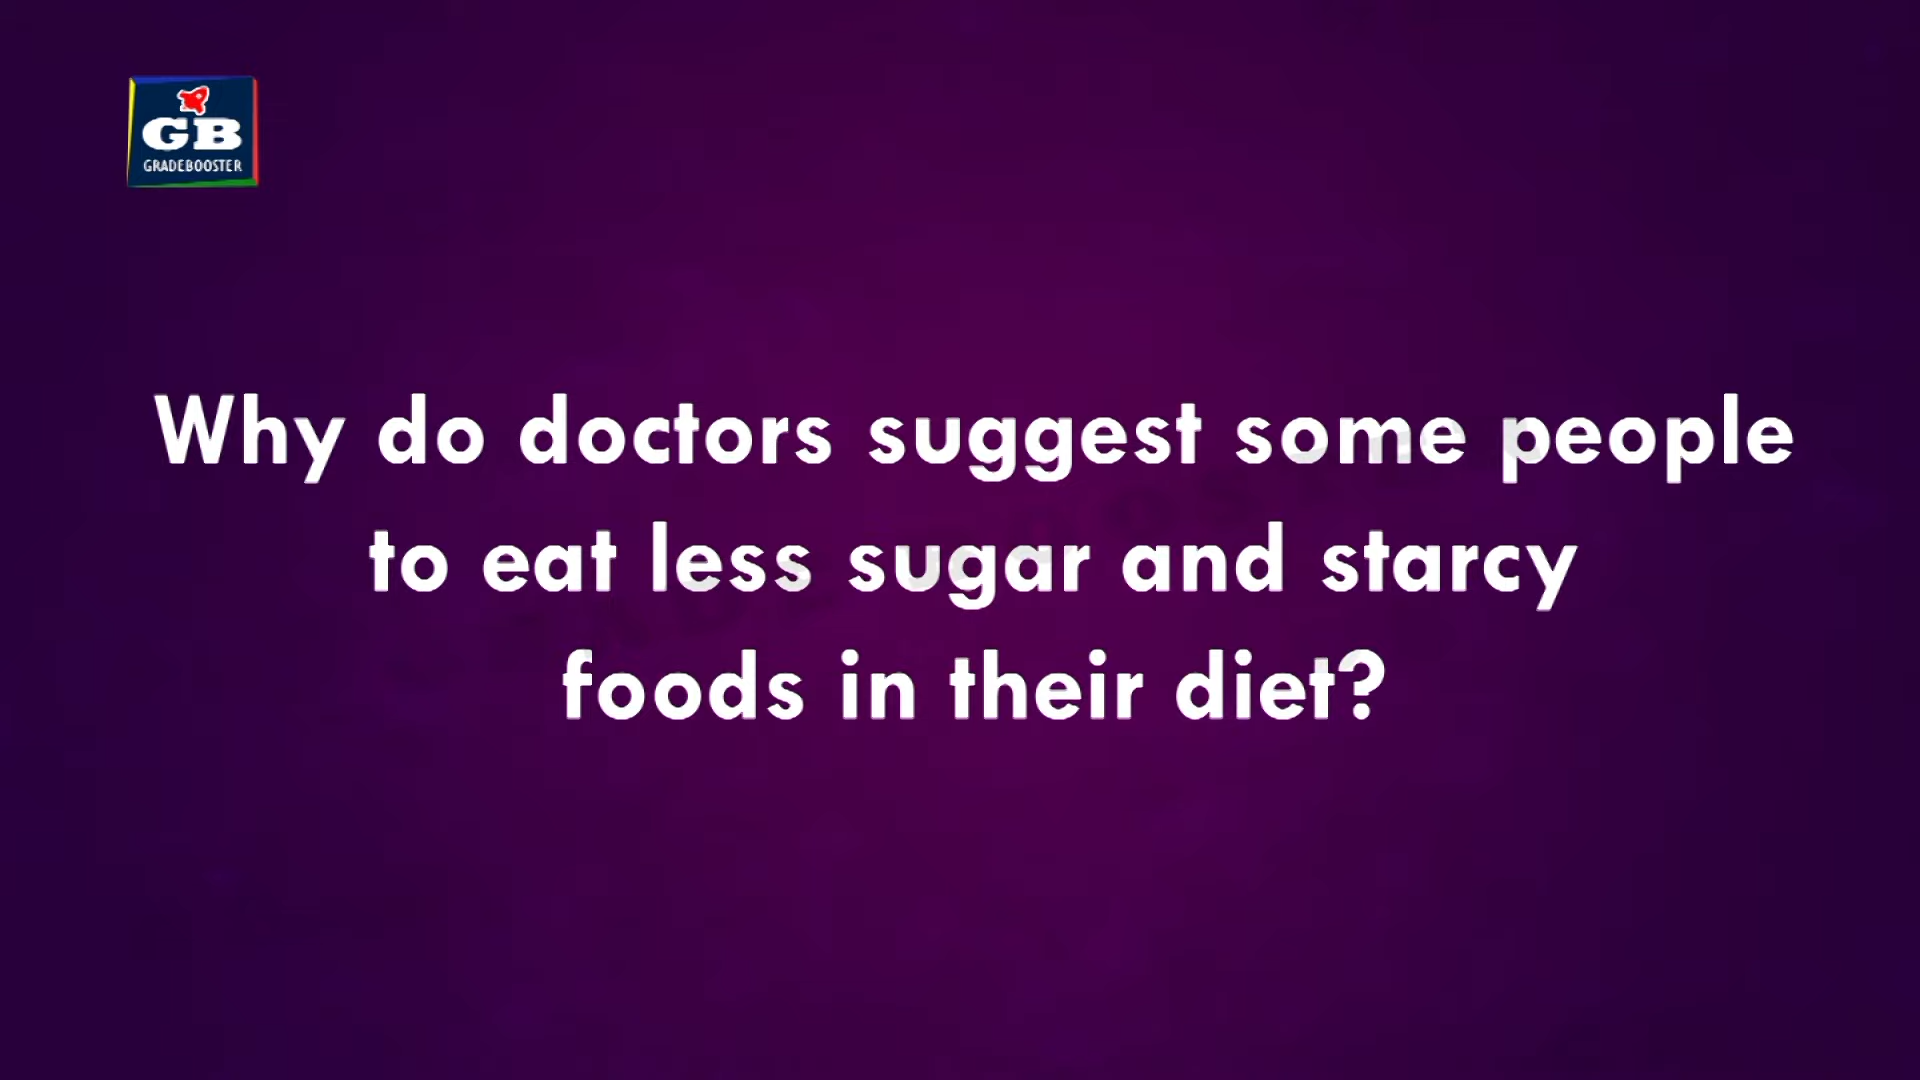 GB
GRADEBOOSTER
Why do doctors suggest some people
to eat less sugar and starcy
foods in their diet?